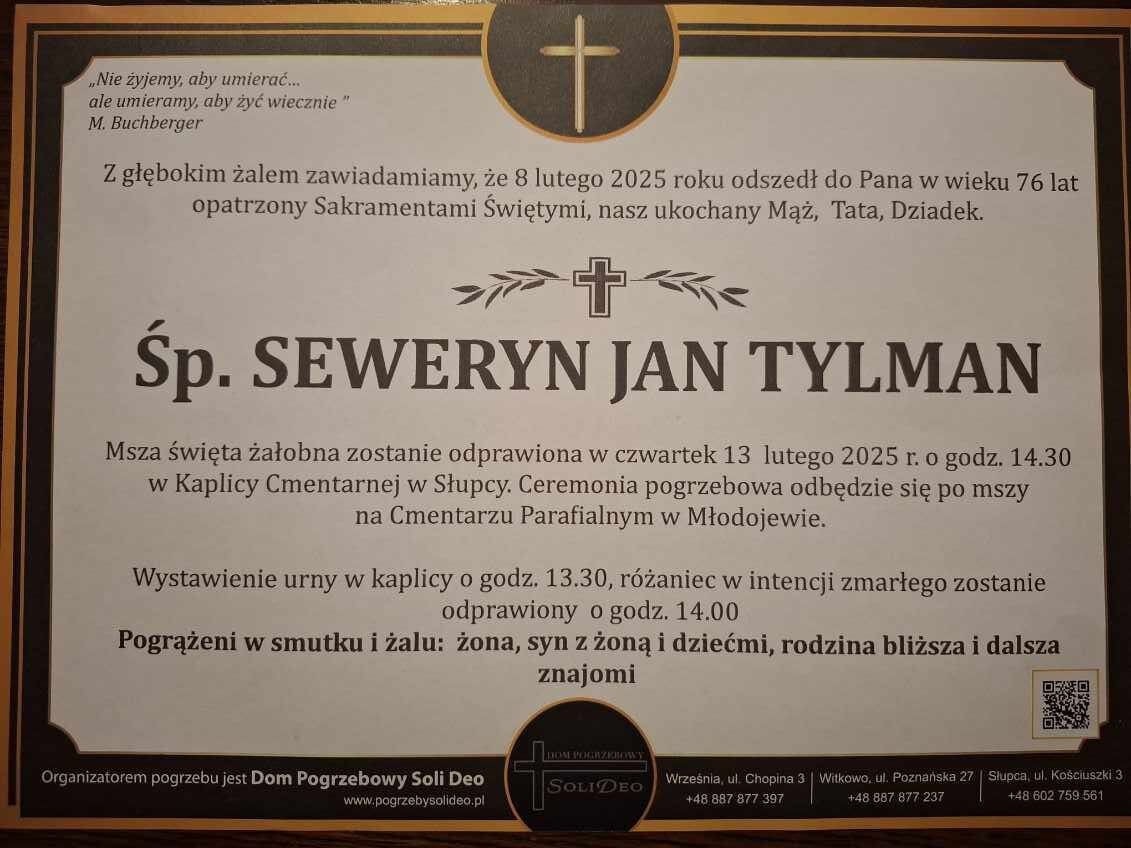 „Nie żyjemy, aby umierać...
ale umieramy, aby żyć wiecznie ”
M. Buchberger
Z głębokim żalem zawiadamiamy, że 8 lutego 2025 roku odszedł do Pana w wieku 76 lat
opatrzony Sakramentami Świętymi, nasz ukochany Mąż, Tata, Dziadek.
Śp. SEWERYN JAN TYLMAN
Msza święta żałobna zostanie odprawiona w czwartek 13 lutego 2025 r. o godz. 14.30
w Kaplicy Cmentarnej w Słupcy. Ceremonia pogrzebowa odbędzie się po mszy
na Cmentarzu Parafialnym w Młodojewie.
Wystawienie urny w kaplicy o godz. 13.30, różaniec w intencji zmarłego zostanie
odprawiony o godz. 14.00
Pogrążeni w smutku i żalu: żona, syn z żoną i dziećmi, rodzina bliższa i dalsza
znajomi
Organizatorem pogrzebu jest Dom Pogrzebowy Soli Deo
www.pogrzebysolideo.pl
DOM POGRZEBOWY
SOLI DEO
Września, ul. Chopina 3
+48 887 877 397
Witkowo, ul. Poznańska 27
+48 887 877 237
Słupca, ul. Kościuszki 3
+48 602 759 561